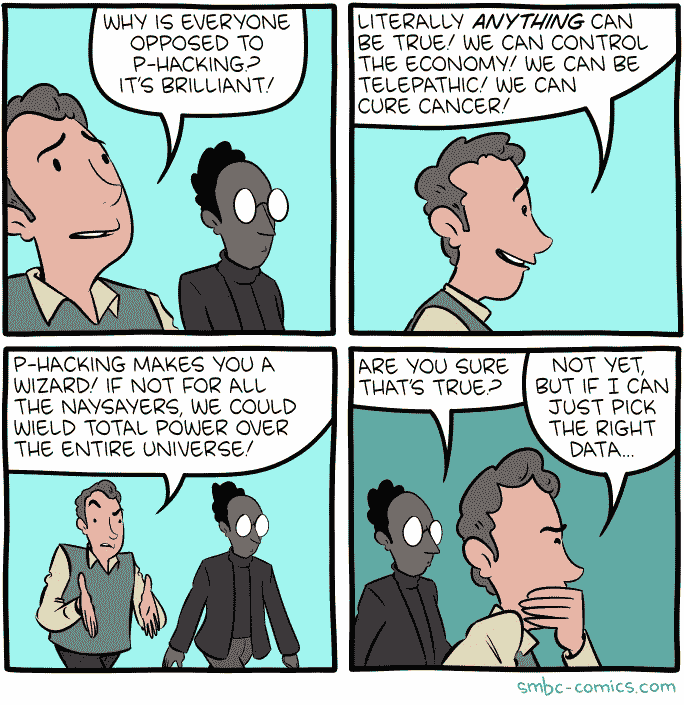 WHY IS EVERYONE
OPPOSED TO
P-HACKING?
IT'S BRILLIANT!
LITERALLY ANYTHING CAN
BE TRUE! WE CAN CONTROL
THE ECONOMY! WE CAN BE
TELEPATHIC! WE CAN
CURE CANCER!
P-HACKING MAKES YOU A
WIZARD! IF NOT FOR ALL
THE NAYSAYERS, WE COULD
WIELD TOTAL POWER OVER
THE ENTIRE UNIVERSE!
ARE YOU SURE
THAT'S TRUE?
NOT YET,
BUT IF I CAN
JUST PICK
THE RIGHT
DATA...
smbc-comics.com